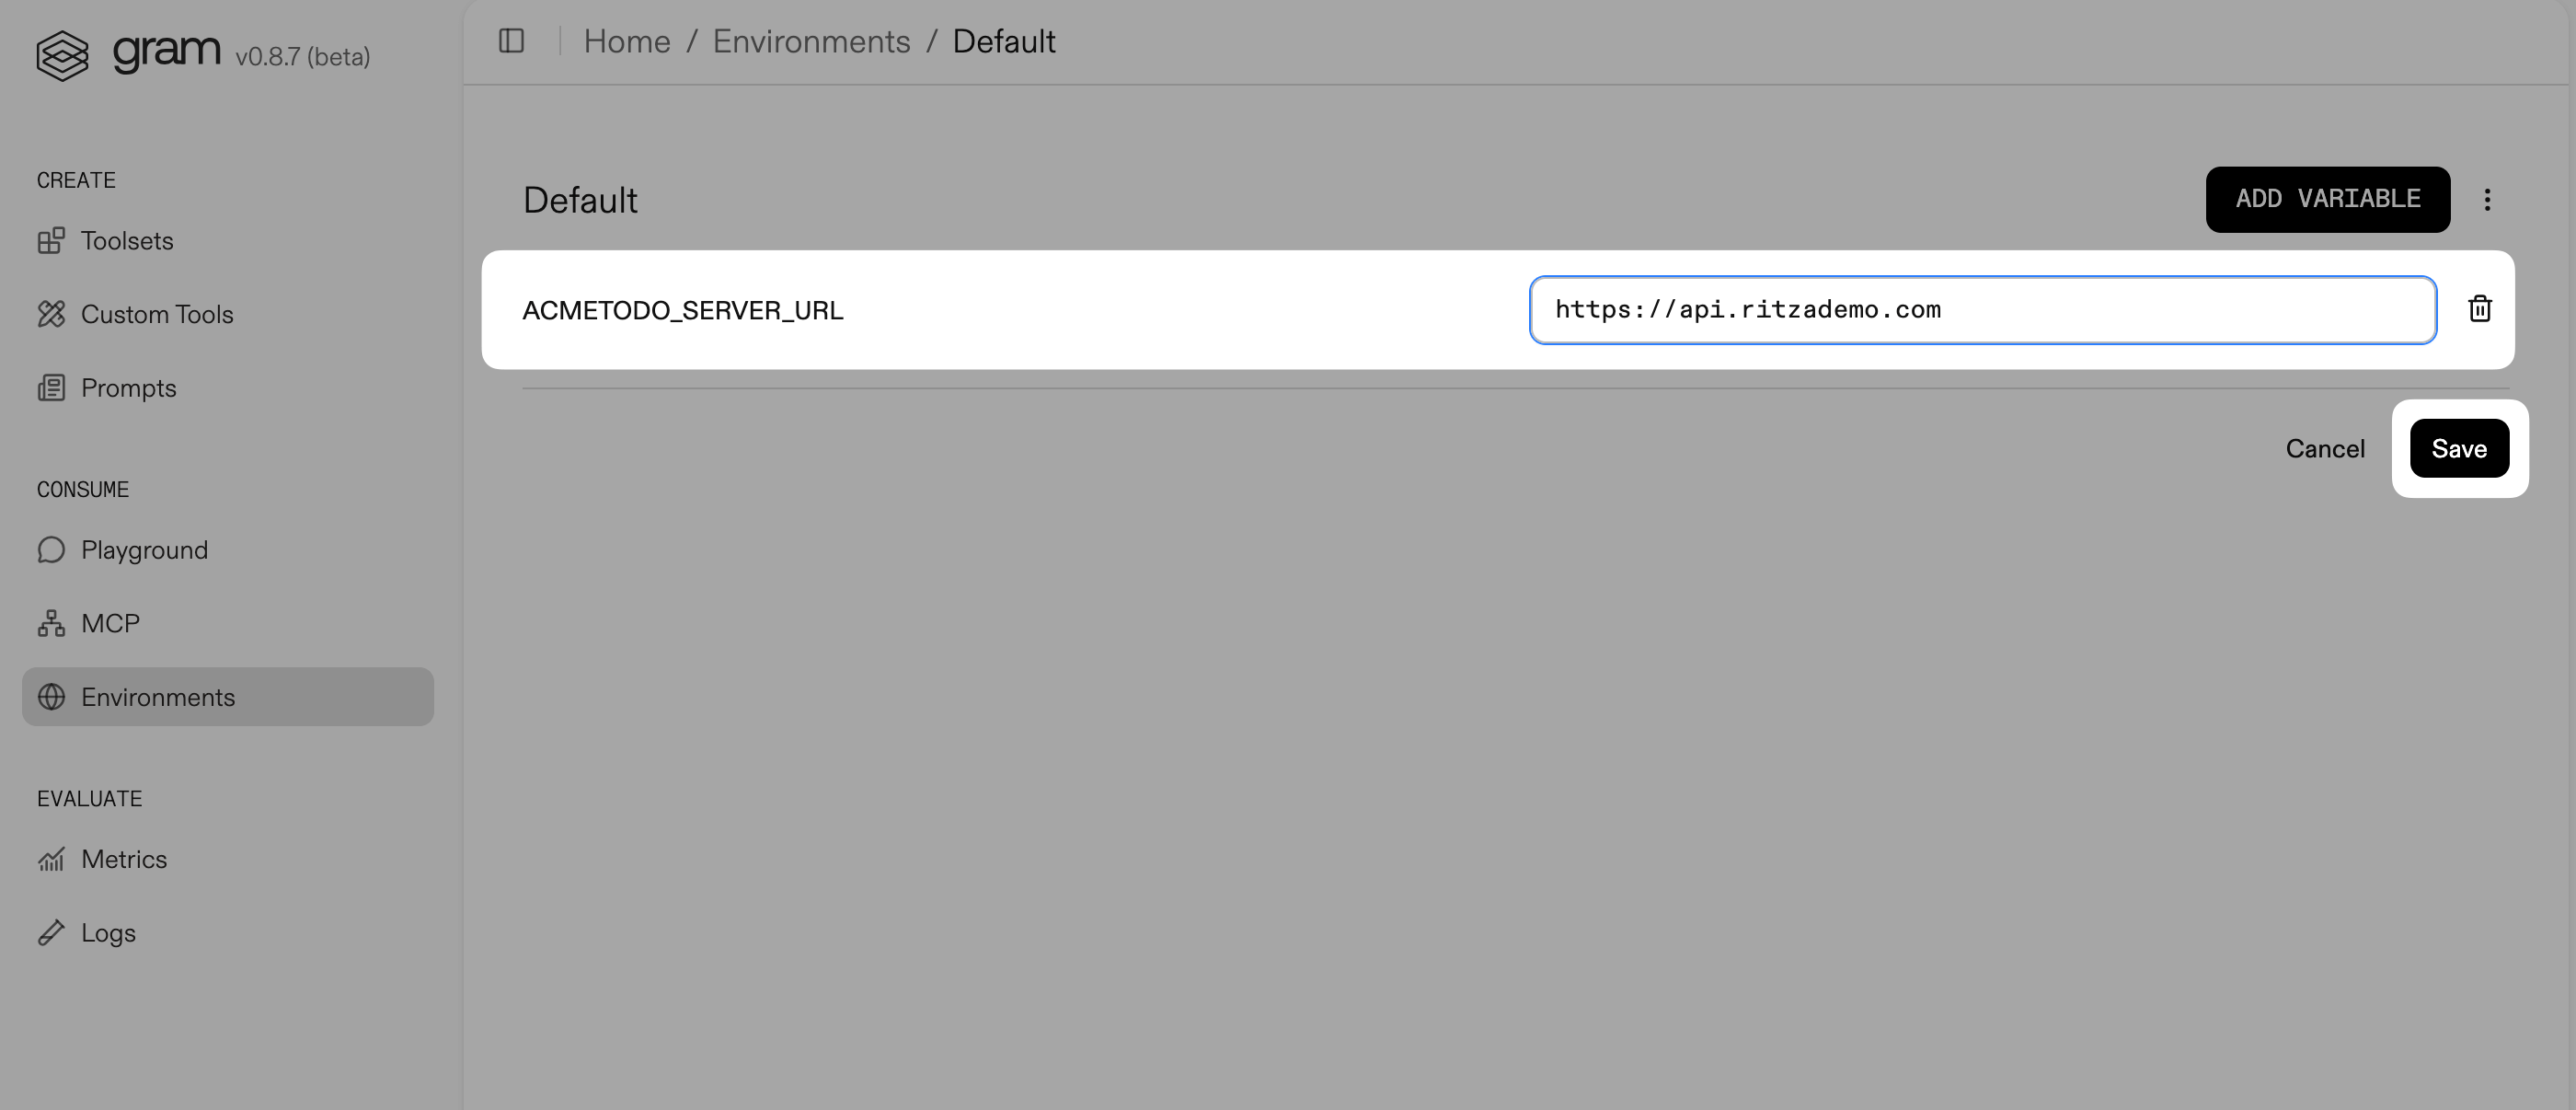 gram v0.8.7 (beta)
CREATE
Toolsets
Custom Tools
Prompts
CONSUME
Playground
MCP
Environments
EVALUATE
Metrics
Logs
Home / Environments / Default
Default
ADD VARIABLE
ACMETODO_SERVER_URL
https://api.ritzademo.com
Cancel
Save